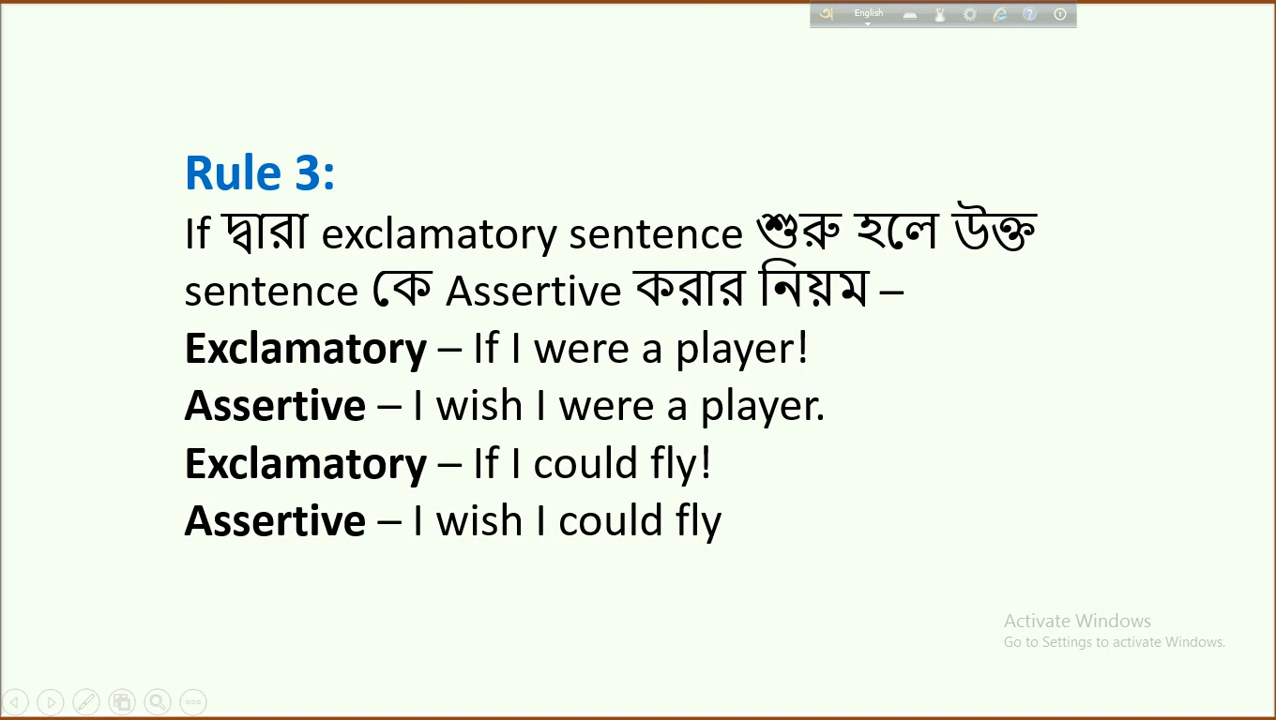 অ English
Rule 3:
If দ্বারা exclamatory sentence শুরু হলে উক্ত
sentence কে Assertive করার নিয়ম –
Exclamatory – If I were a player!
Assertive – I wish I were a player.
Exclamatory – If I could fly!
Assertive – I wish I could fly
Activate Windows
Go to Settings to activate Windows.